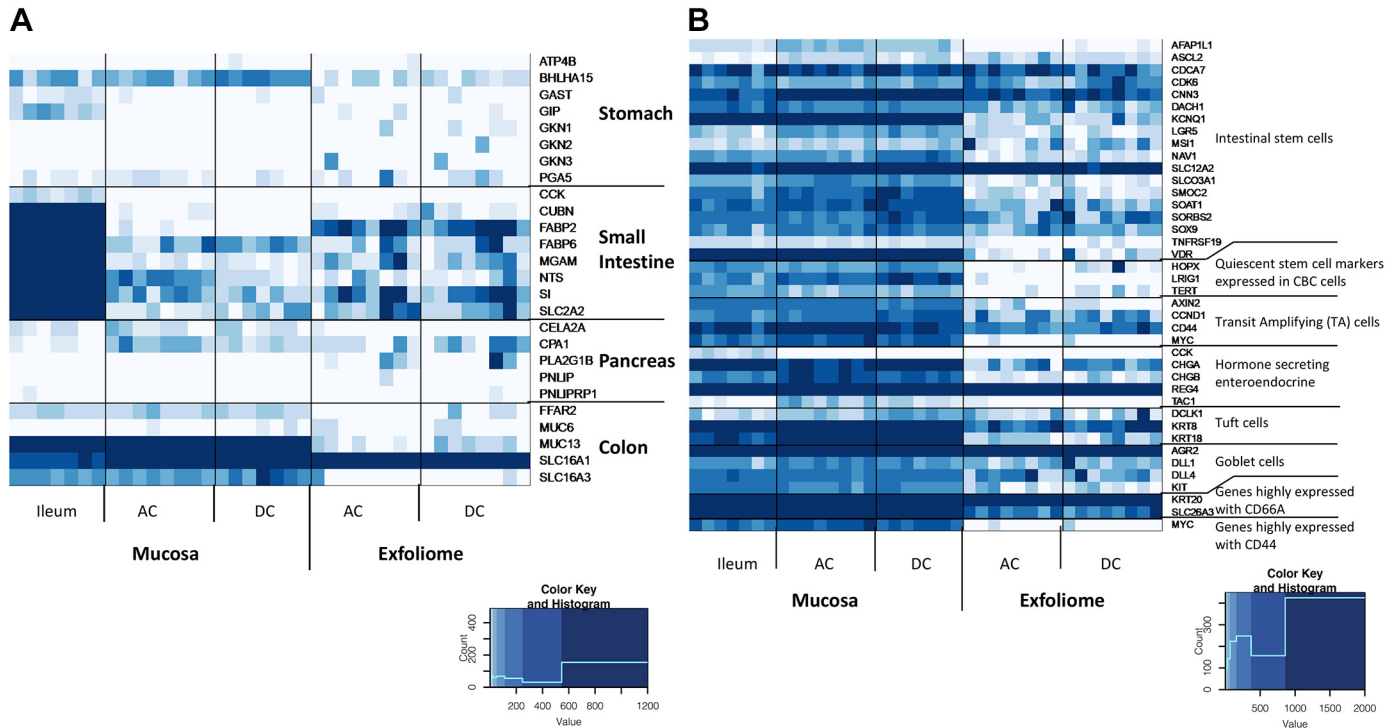 A
ATP4B
BHLHA15
GAST
GIP
GKN1
GKN2
GKN3
PGA5
Stomach
CCK
CUBN
FABP2
FABP6
MGAM
NTS
SI
SLC2A2
Small
Intestine
CELA2A
CPA1
PLA2G1B
PNLIP
PNLIPRP1
Pancreas
FFAR2
MUC6
MUC13
SLC16A1
SLC16A3
Colon
Ileum AC DC AC DC
Mucosa Exfoliome
Color Key
and Histogram
Count
0 200 400
200 400 600 800 1200
Value
B
AFAP1L1
ASCL2
CDCA7
CDK6
CNN3
DACH1
KCNQ1
LGR5
MSI1
NAV1
SLC12A2
SLCO3A1
SMOC2
SOAT1
SORBS2
SOX9
TNFRSF19
VDR
Intestinal stem cells
HOPX
LRIG1
TERT
Quiescent stem cell markers
expressed in CBC cells
AXIN2
CCND1
CD44
MYC
Transit Amplifying (TA) cells
CCK
CHGA
CHGB
REG4
TAC1
Hormone secreting
enteroendocrine
DCLK1
KRT8
KRT18
Tuft cells
AGR2
DLL1
DLL4
KIT
Goblet cells
KRT20
SLC26A3
Genes highly expressed
with CD66A
MYC
Genes highly expressed
with CD44
Ileum AC DC AC DC
Mucosa Exfoliome
Color Key
and Histogram
Count
0 100 300
500 1000 1500 2000
Value